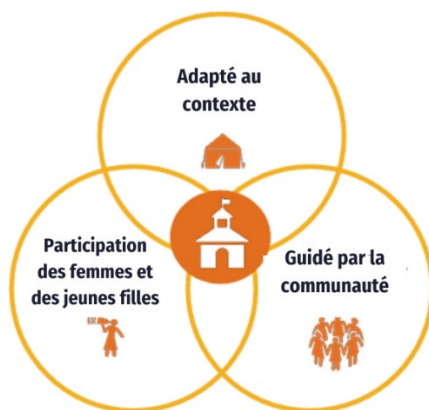 Adapté au
contexte
Participation
des femmes et
des jeunes filles
Guidé par la
communauté